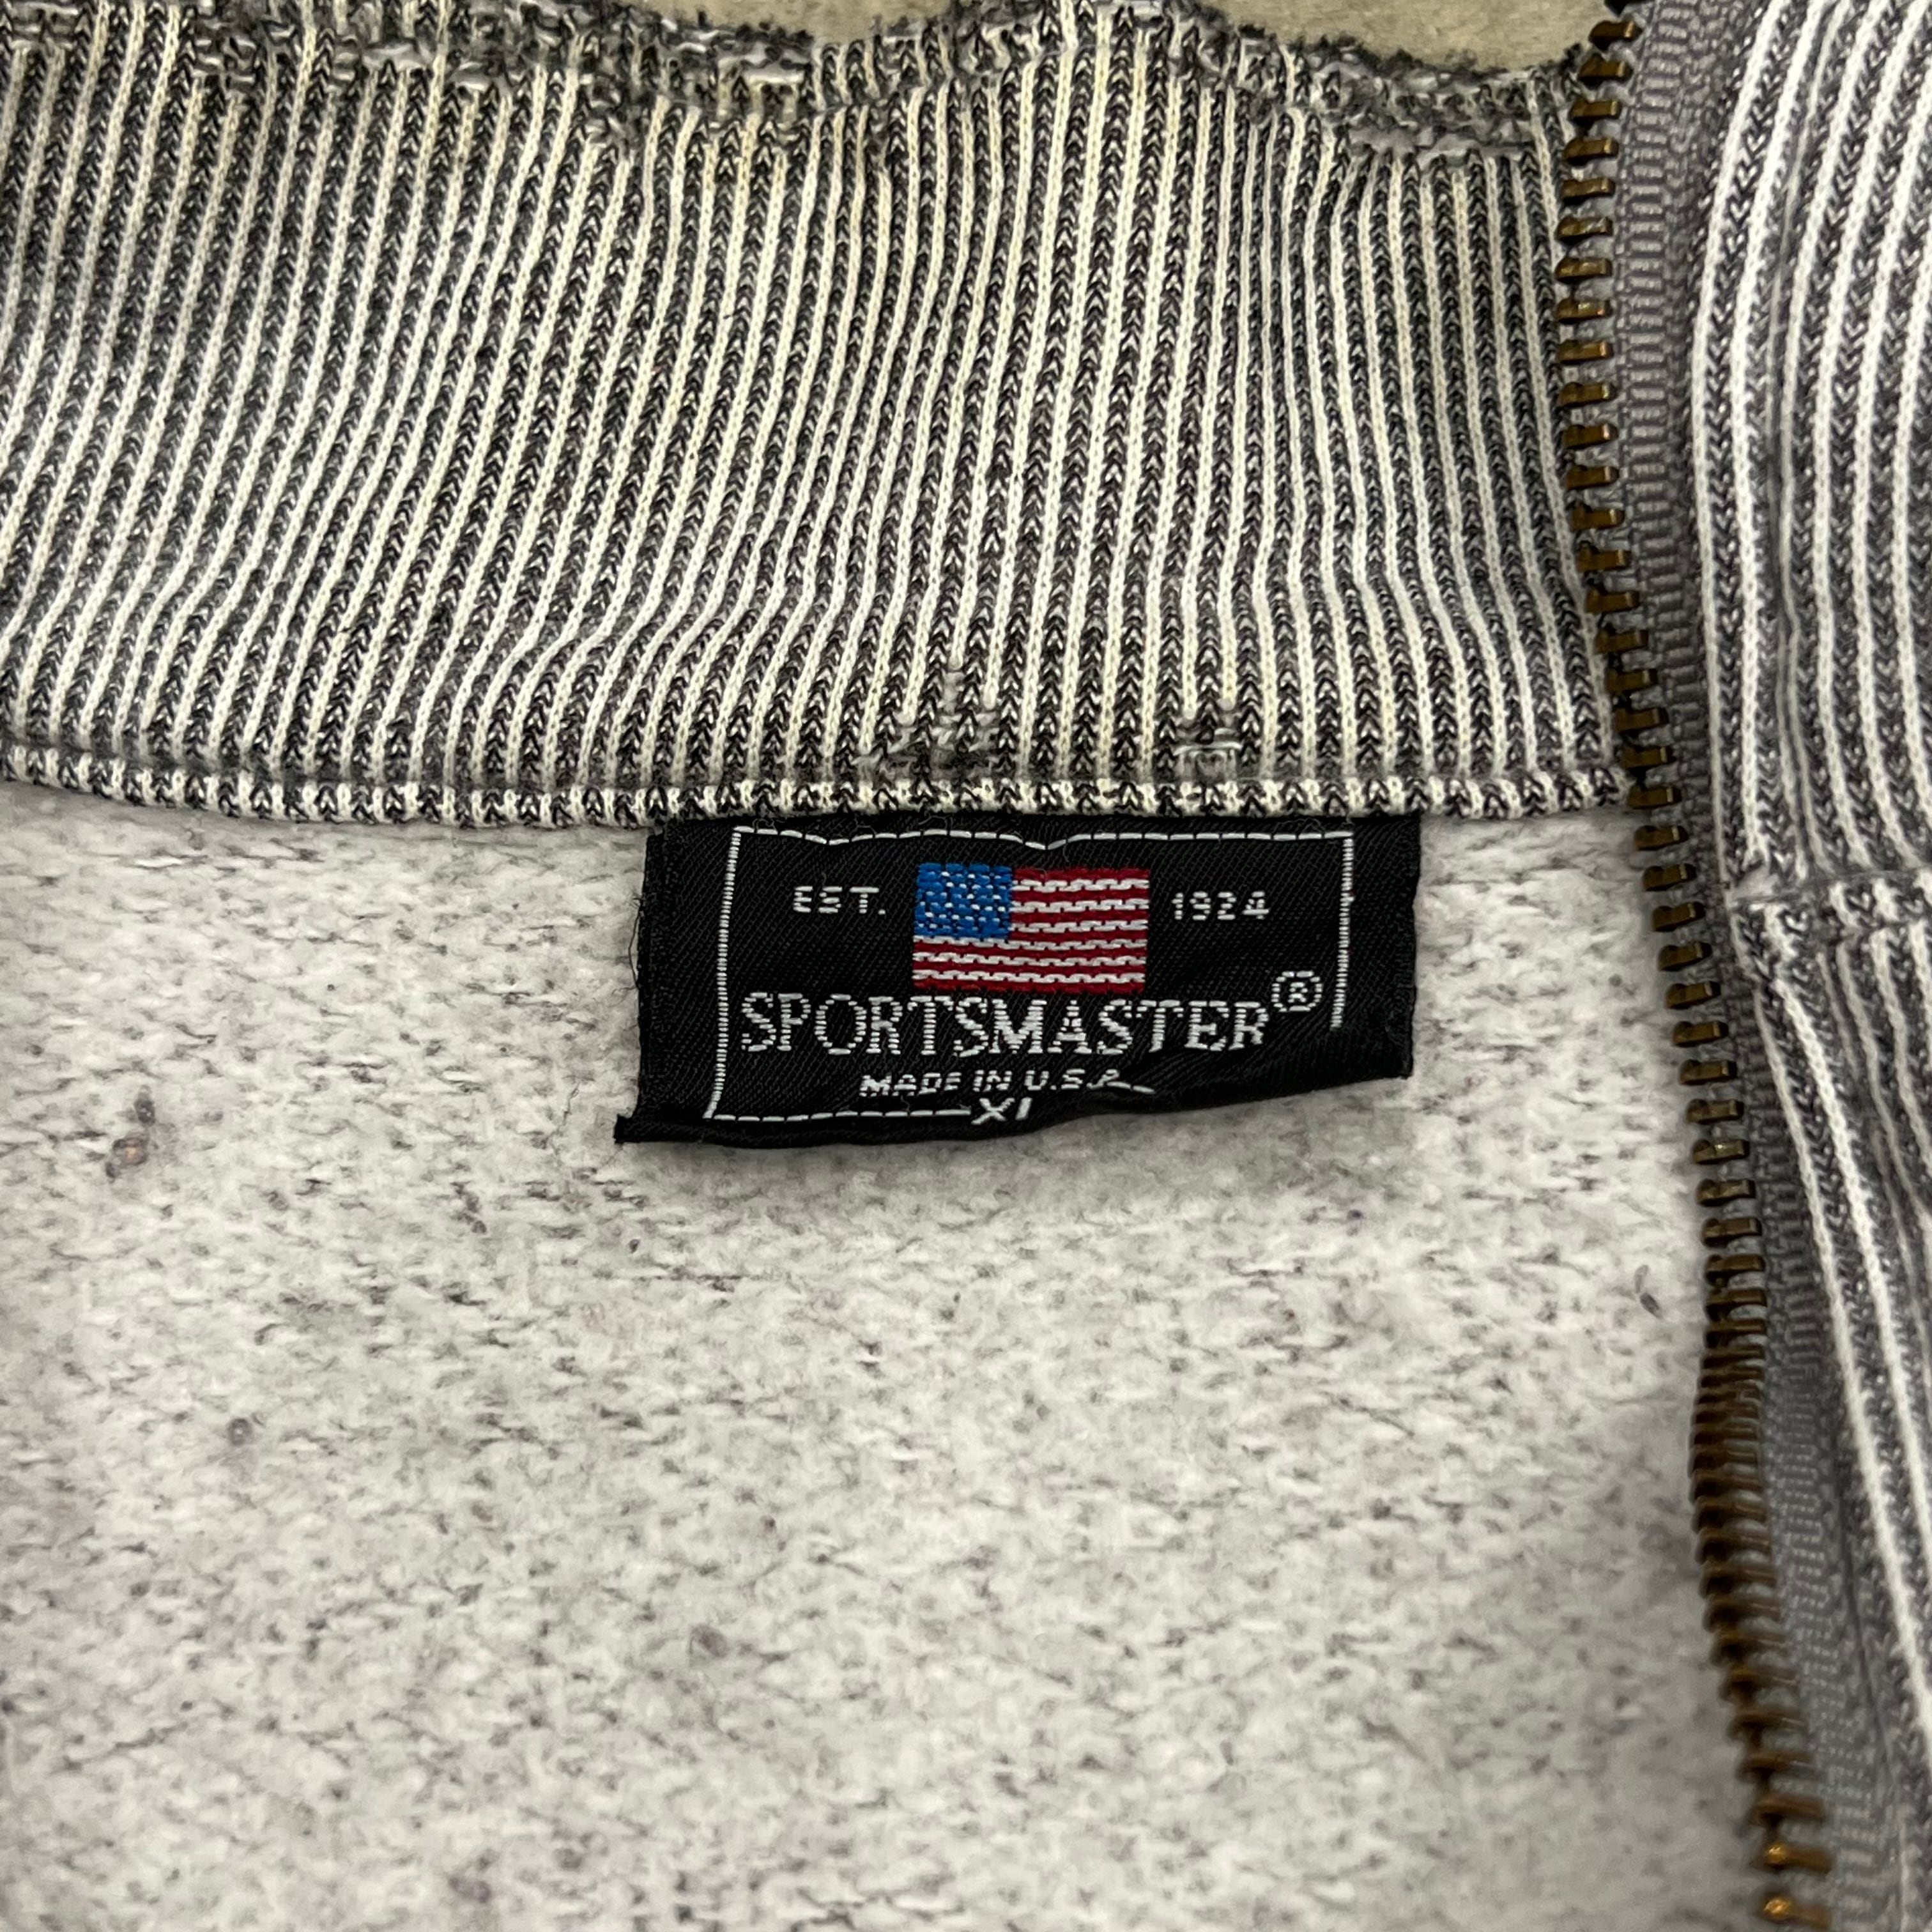 EST. 1924
SPORTSMASTER®
MADE IN U.S.A.
XL